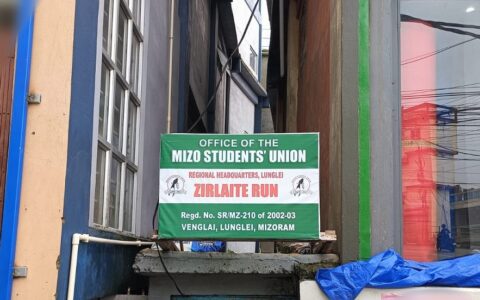 OFFICE OF THE
MIZO STUDENTS' UNION
REGIONAL HEADQUARTERS, LUNGLEI
ZIRLAITE RUN
Regd. No. SR/MZ-210 of 2002-03
VENGLAI, LUNGLEI, MIZORAM